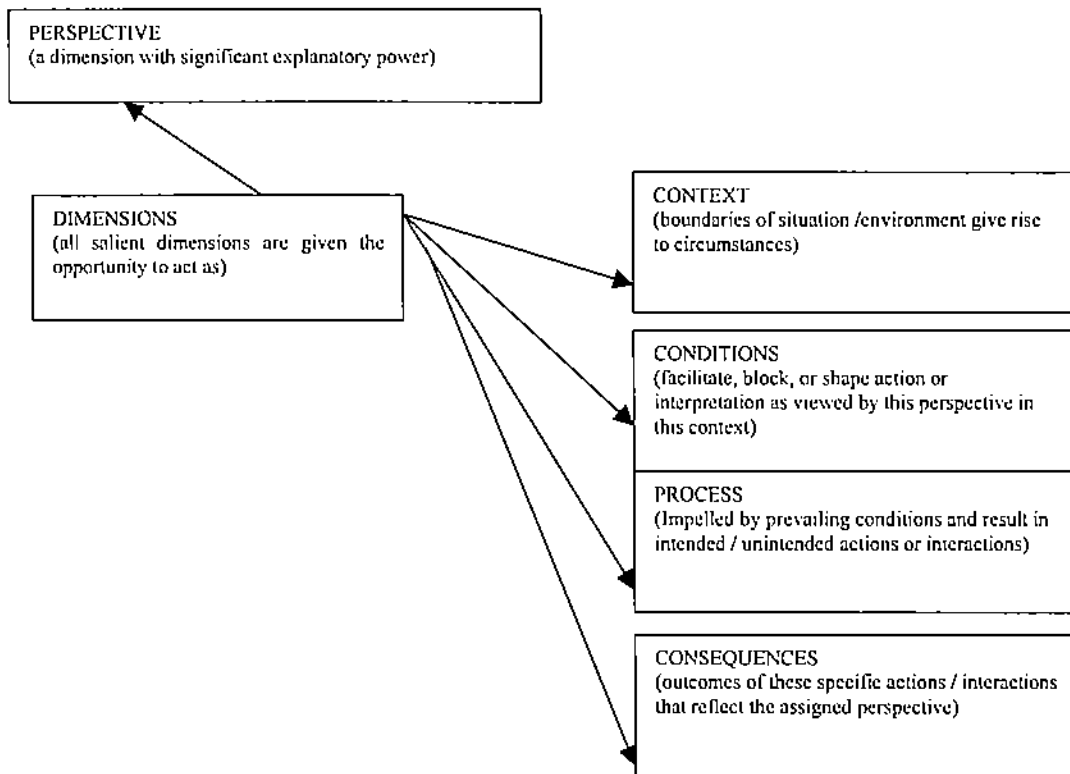 PERSPECTIVE
(a dimension with significant explanatory power)
DIMENSIONS
(all salient dimensions are given the
opportunity to act as)
CONTEXT
(boundaries of situation /environment give rise
to circumstances)
CONDITIONS
(facilitate, block, or shape action or
interpretation as viewed by this perspective in
this context)
PROCESS
(Impelled by prevailing conditions and result in
intended / unintended actions or interactions)
CONSEQUENCES
(outcomes of these specific actions / interactions
that reflect the assigned perspective)